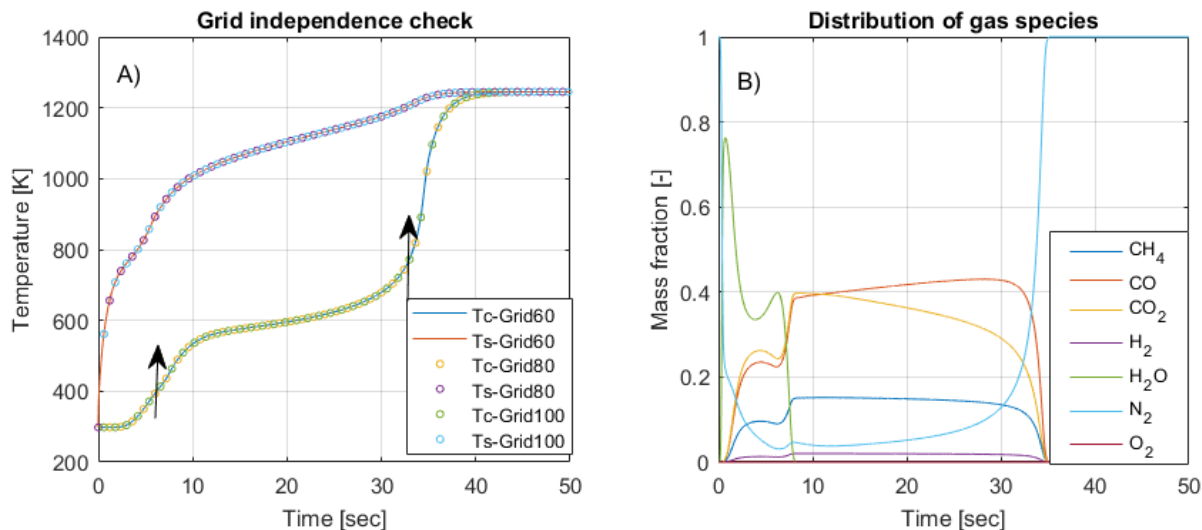 Grid independence check
A)
1400
1200
1000
800
600
400
200
Temperature [K]
0
10
20
30
40
50
Time [sec]
Tc-Grid60
Ts-Grid60
Tc-Grid80
Ts-Grid80
Tc-Grid100
Ts-Grid100
Distribution of gas species
B)
1
0.8
0.6
0.4
0.2
0
Mass fraction [-]
0
10
20
30
40
50
Time [sec]
CH₄
CO
CO₂
H₂
H₂O
N₂
O₂